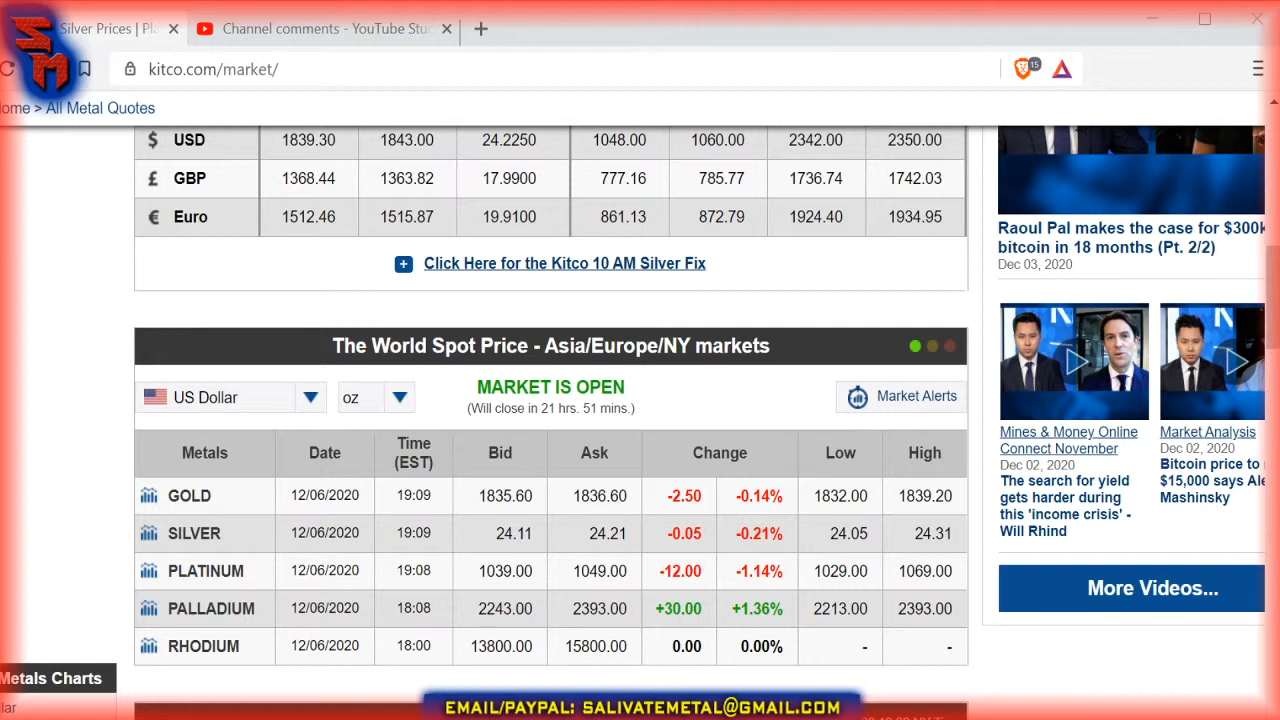 SM
Silver Prices | Pla
Channel comments - YouTube Stud
kitco.com/market/
15
ome > All Metal Quotes
$ USD 1839.30 1843.00 24.2250 1048.00 1060.00 2342.00 2350.00
£ GBP 1368.44 1363.82 17.9900 777.16 785.77 1736.74 1742.03
€ Euro 1512.46 1515.87 19.9100 861.13 872.79 1924.40 1934.95
Click Here for the Kitco 10 AM Silver Fix
The World Spot Price - Asia/Europe/NY markets
US Dollar oz
MARKET IS OPEN
(Will close in 21 hrs. 51 mins.)
Market Alerts
Metals Date Time (EST) Bid Ask Change Low High
GOLD 12/06/2020 19:09 1835.60 1836.60 -2.50 -0.14% 1832.00 1839.20
SILVER 12/06/2020 19:09 24.11 24.21 -0.05 -0.21% 24.05 24.31
PLATINUM 12/06/2020 19:08 1039.00 1049.00 -12.00 -1.14% 1029.00 1069.00
PALLADIUM 12/06/2020 18:08 2243.00 2393.00 +30.00 +1.36% 2213.00 2393.00
RHODIUM 12/06/2020 18:00 13800.00 15800.00 0.00 0.00% - -
Raoul Pal makes the case for $300k
bitcoin in 18 months (Pt. 2/2)
Dec 03, 2020
Mines & Money Online
Connect November
Dec 02, 2020
The search for yield
gets harder during
this 'income crisis' -
Will Rhind
Market Analysis
Dec 02, 2020
Bitcoin price to
$15,000 says Ale
Mashinsky
More Videos...
Metals Charts
lar
EMAIL/PAYPAL: SALIVATEMETAL@GMAIL.COM